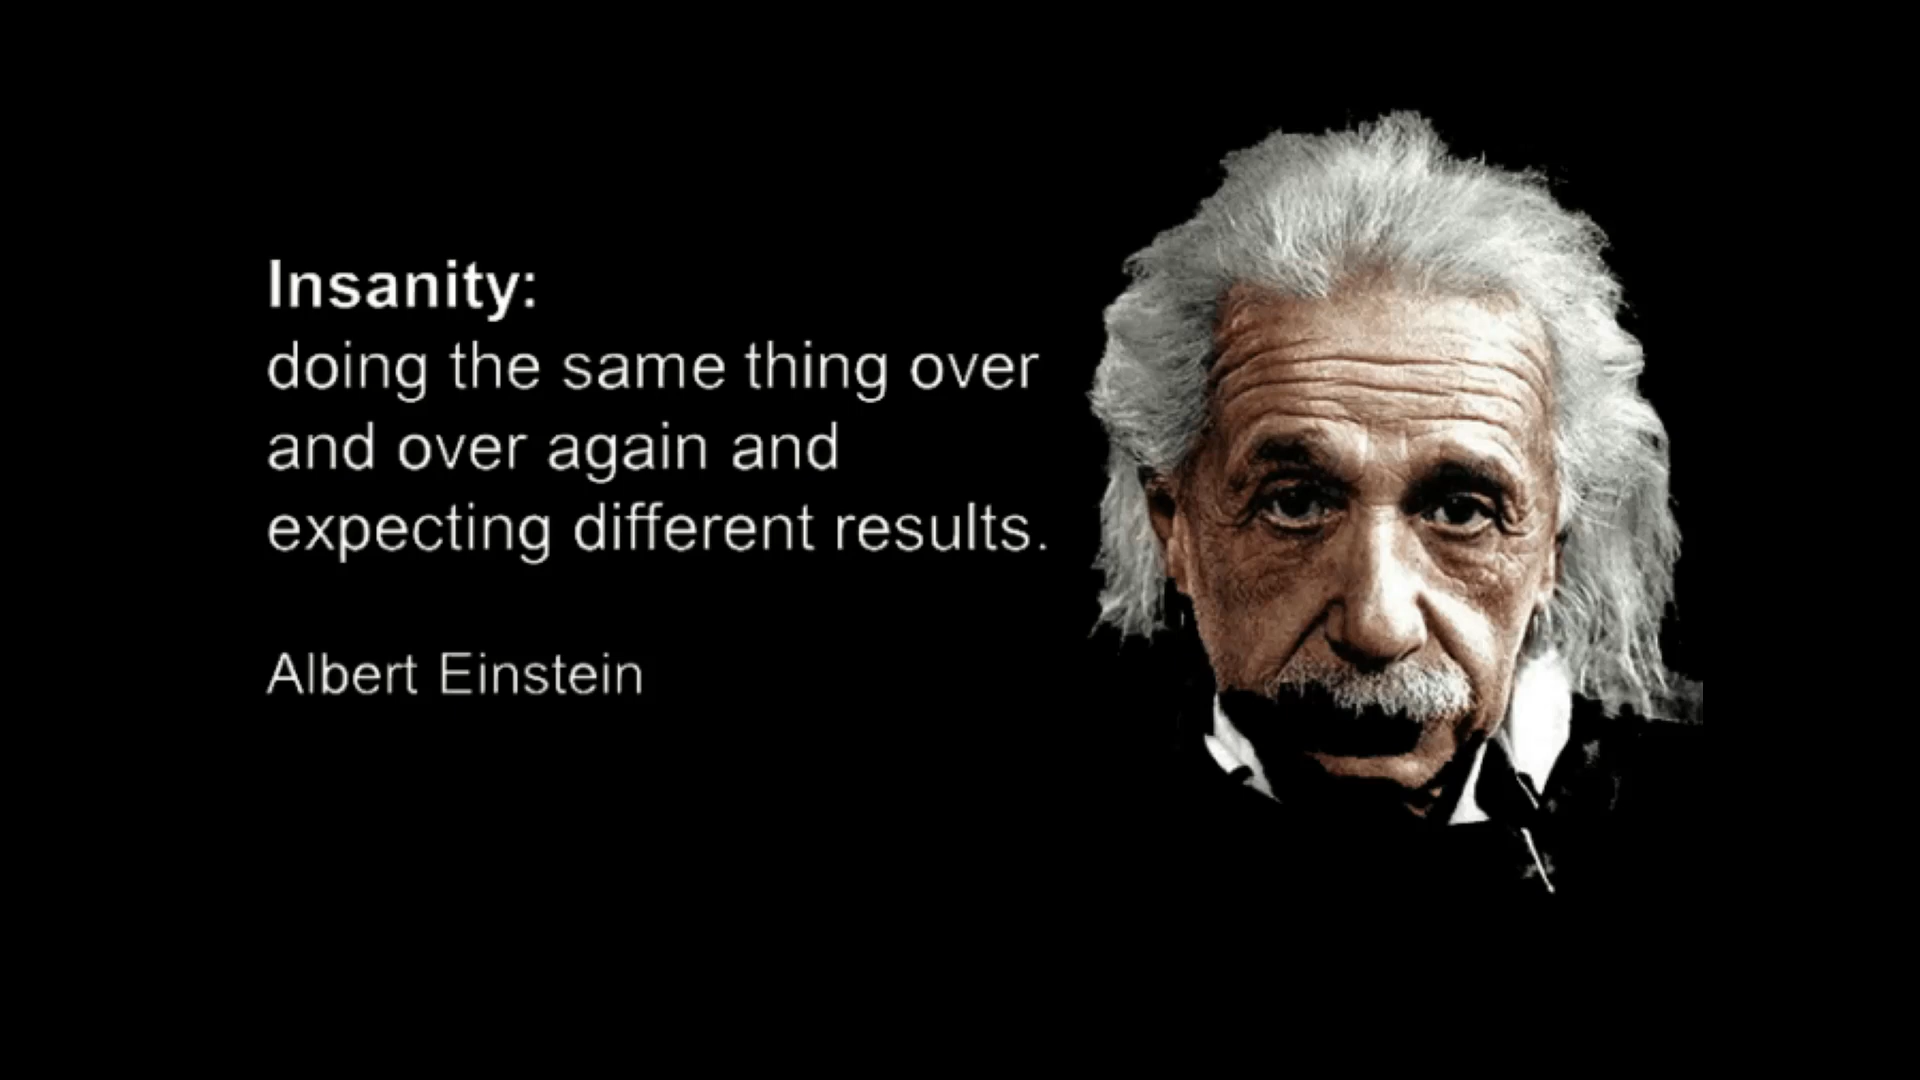 Insanity:
doing the same thing over
and over again and
expecting different results.
Albert Einstein